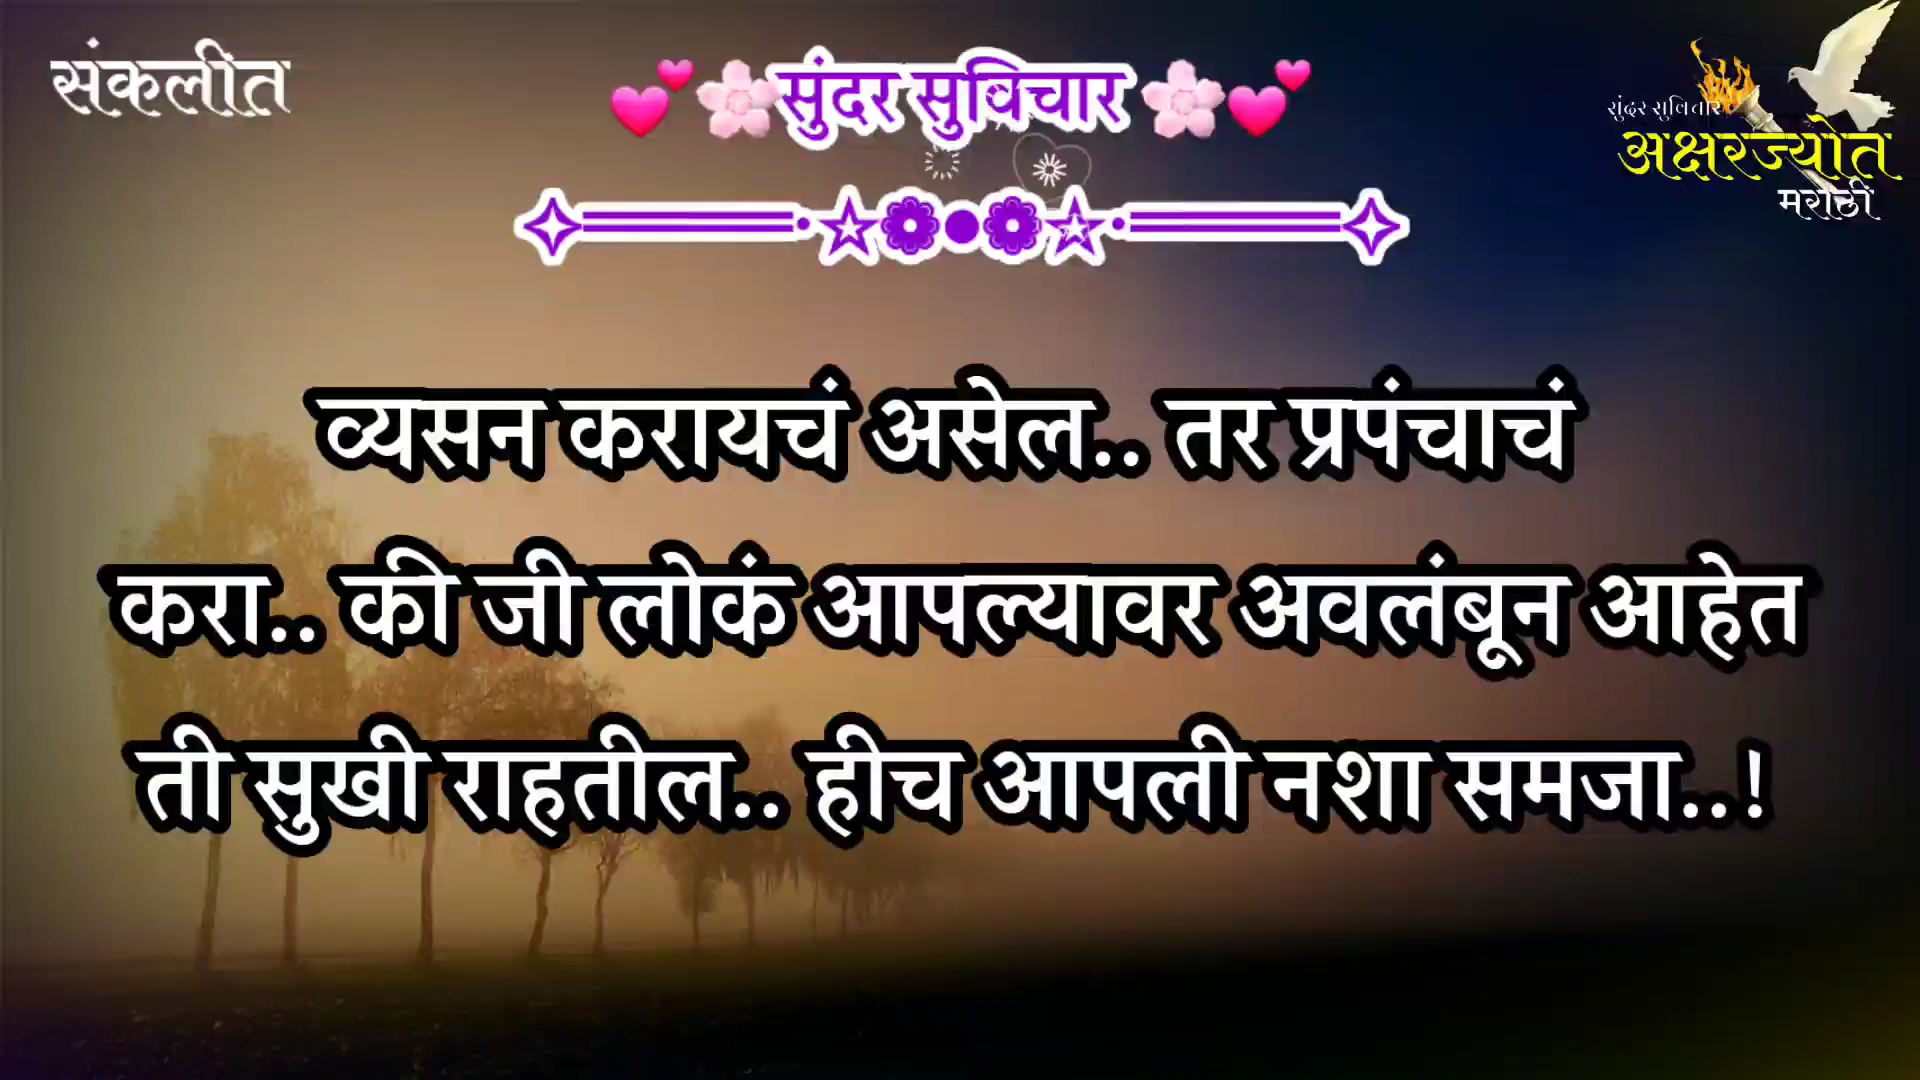 संकलीत
💕🌸सुंदर सुविचार🌸💕
सुंदर सुविचार
अक्षरज्योत
मराठी
व्यसन करायचं असेल.. तर प्रपंचाचं
करा.. की जी लोकं आपल्यावर अवलंबून आहेत
ती सुखी राहतील.. हीच आपली नशा समजा..!